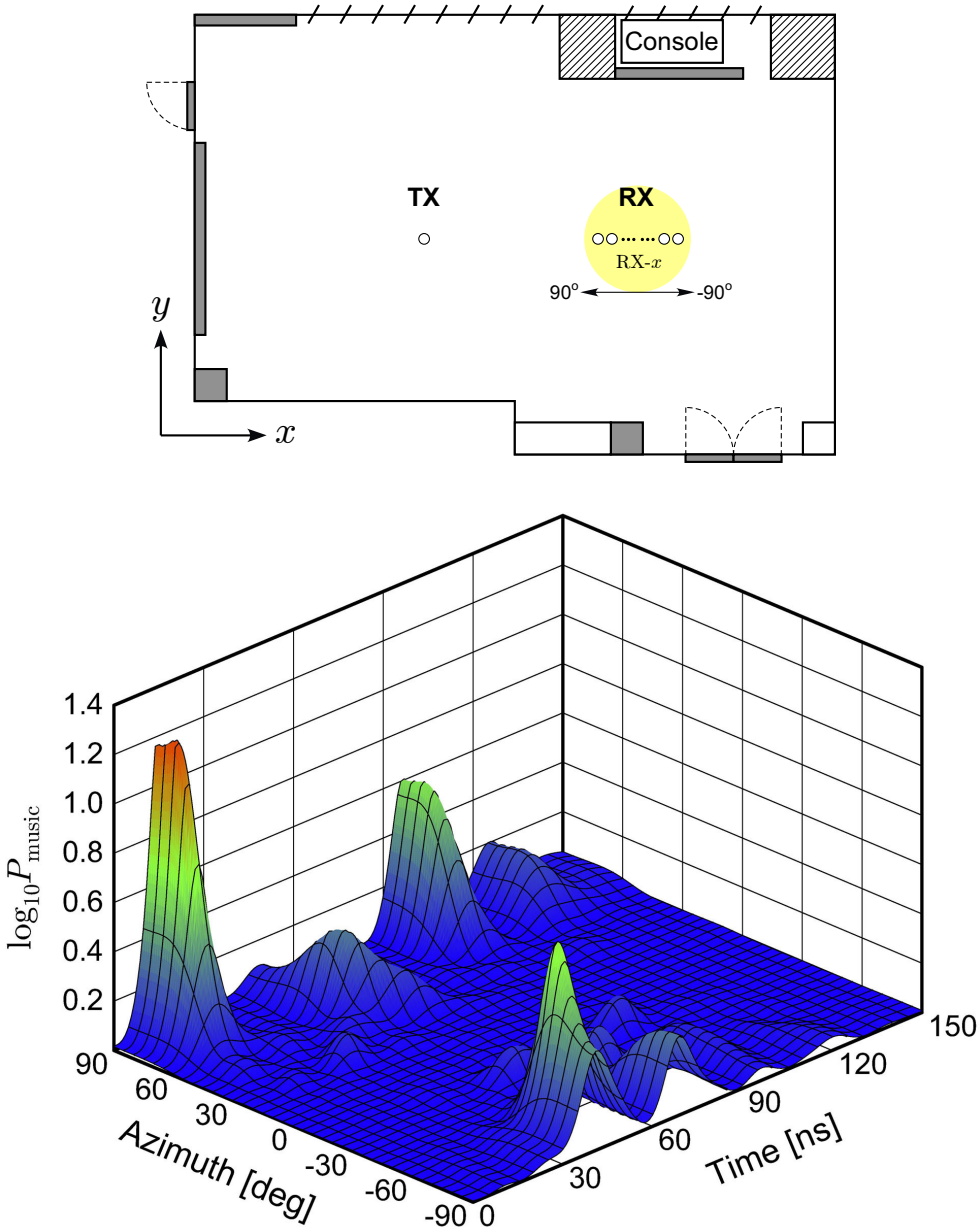 Console
TX
RX
RX-x
90° -90°
y
x
log₁₀P_music
1.4
1.2
1.0
0.8
0.6
0.4
0.2
90
60
30
0
-30
-60
-90
Azimuth [deg]
0
30
60
90
120
150
Time [ns]